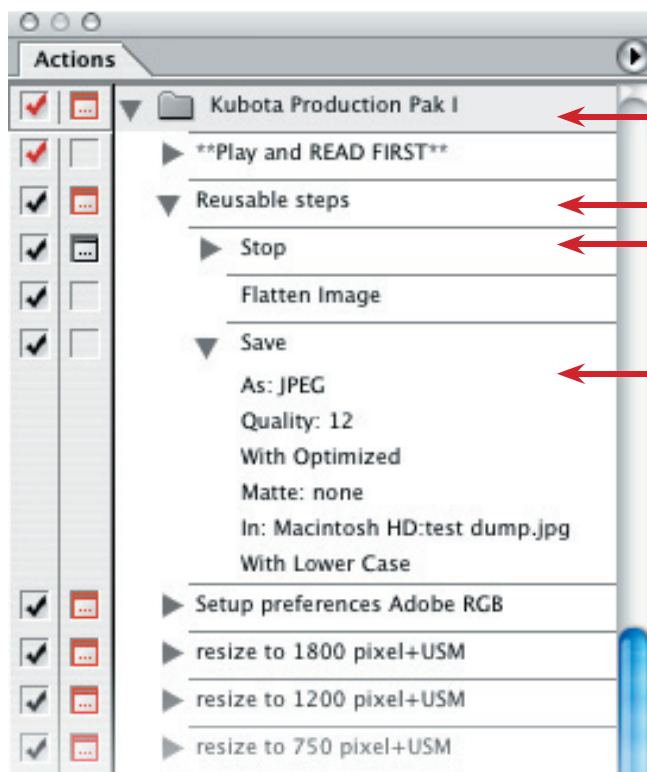 Actions
Kubota Production Pak I
**Play and READ FIRST**
Reusable steps
Stop
Flatten Image
Save
As: JPEG
Quality: 12
With Optimized
Matte: none
In: Macintosh HD:test dump.jpg
With Lower Case
Setup preferences Adobe RGB
resize to 1800 pixel+USM
resize to 1200 pixel+USM
resize to 750 pixel+USM